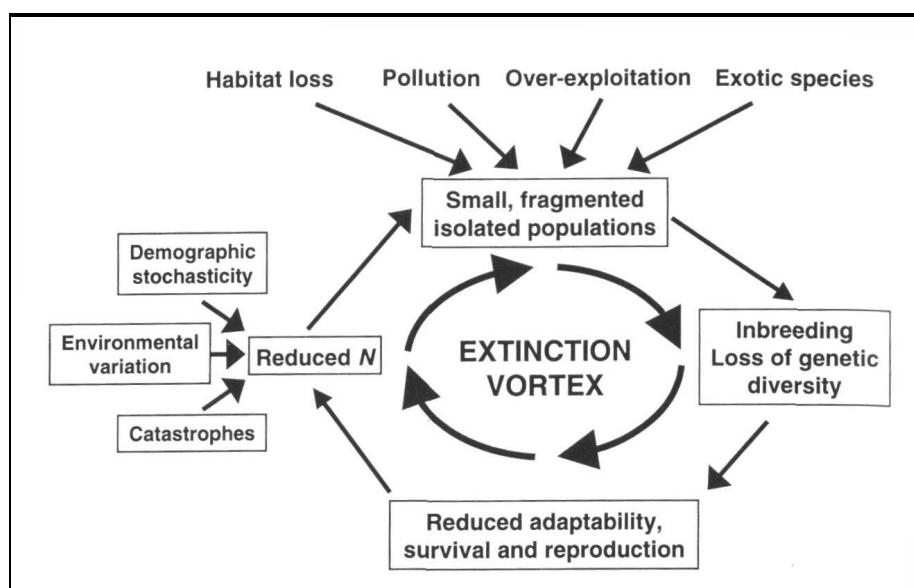 Habitat loss
Pollution
Over-exploitation
Exotic species
Small, fragmented
isolated populations
Demographic
stochasticity
Environmental
variation
Reduced N
Catastrophes
EXTINCTION
VORTEX
Inbreeding
Loss of genetic
diversity
Reduced adaptability,
survival and reproduction